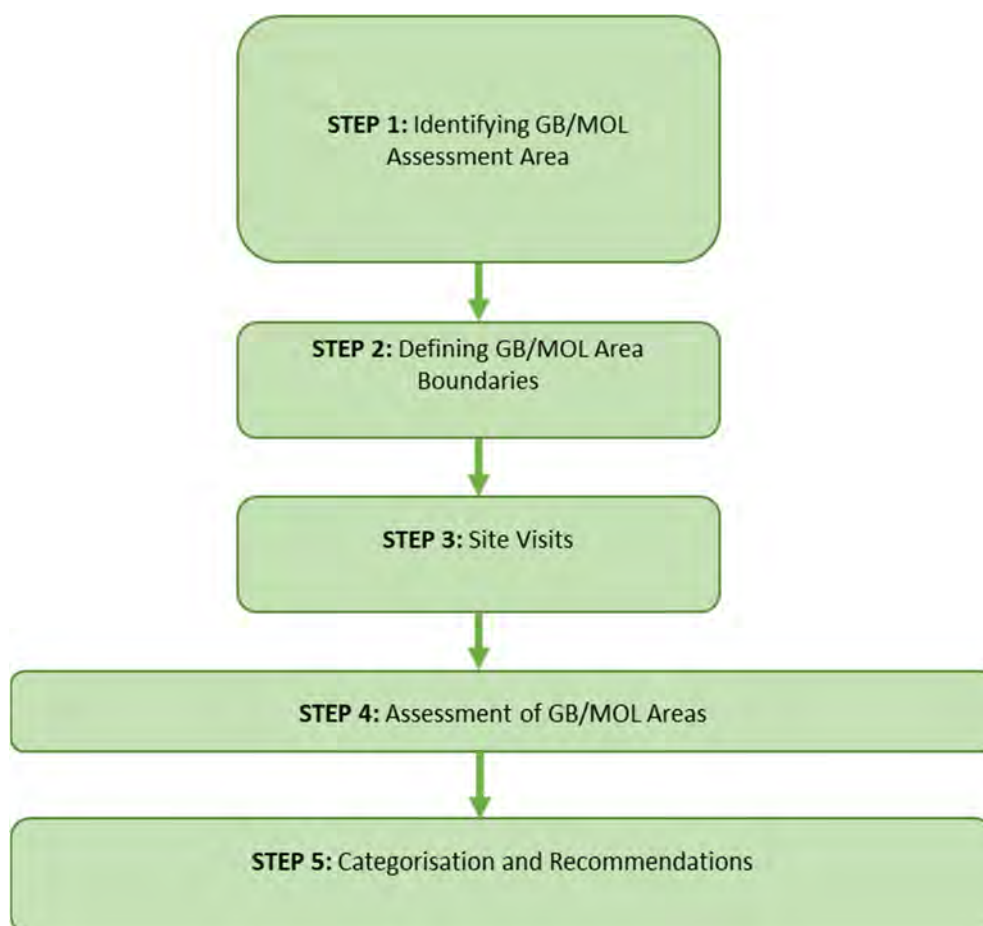 STEP 1: Identifying GB/MOL
Assessment Area
STEP 2: Defining GB/MOL Area
Boundaries
STEP 3: Site Visits
STEP 4: Assessment of GB/MOL Areas
STEP 5: Categorisation and Recommendations